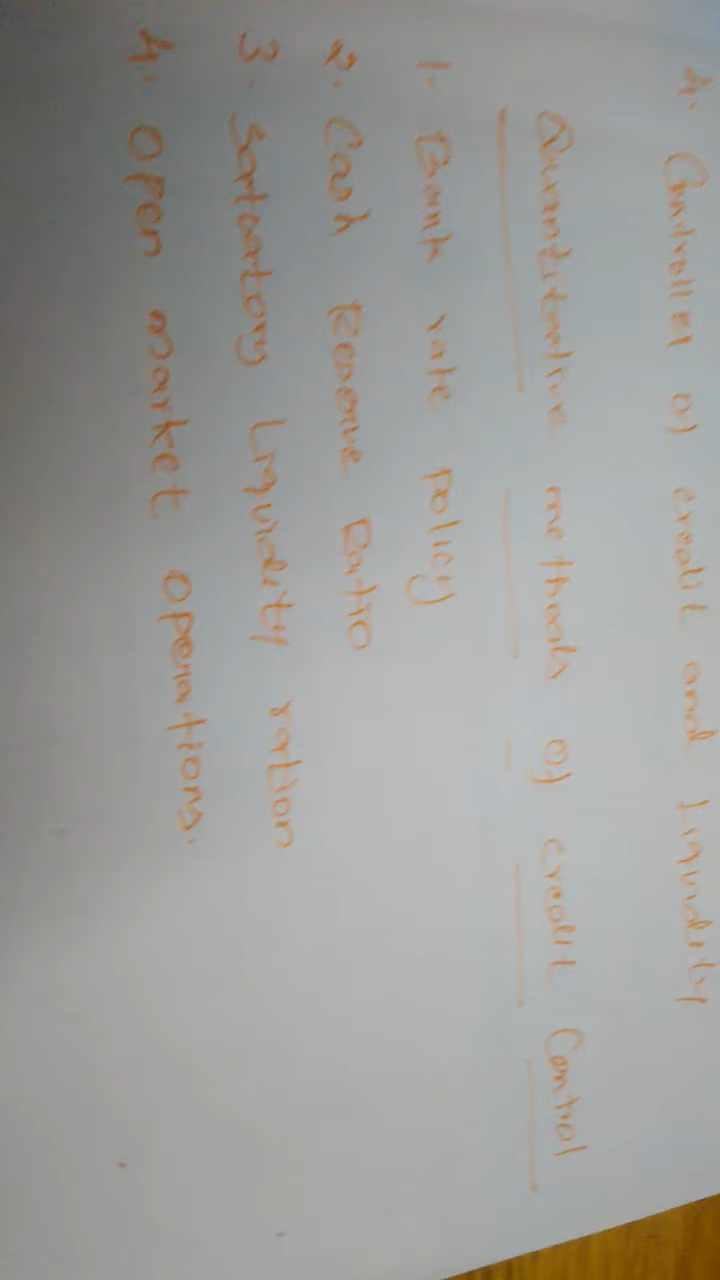 4. Controller of credit and Liquidity
Quantitative methods of credit Control
1. Bank rate policy
2. Cash Reserve Ratio
3. Satuatory Liquidity ration
4. Open market operations.